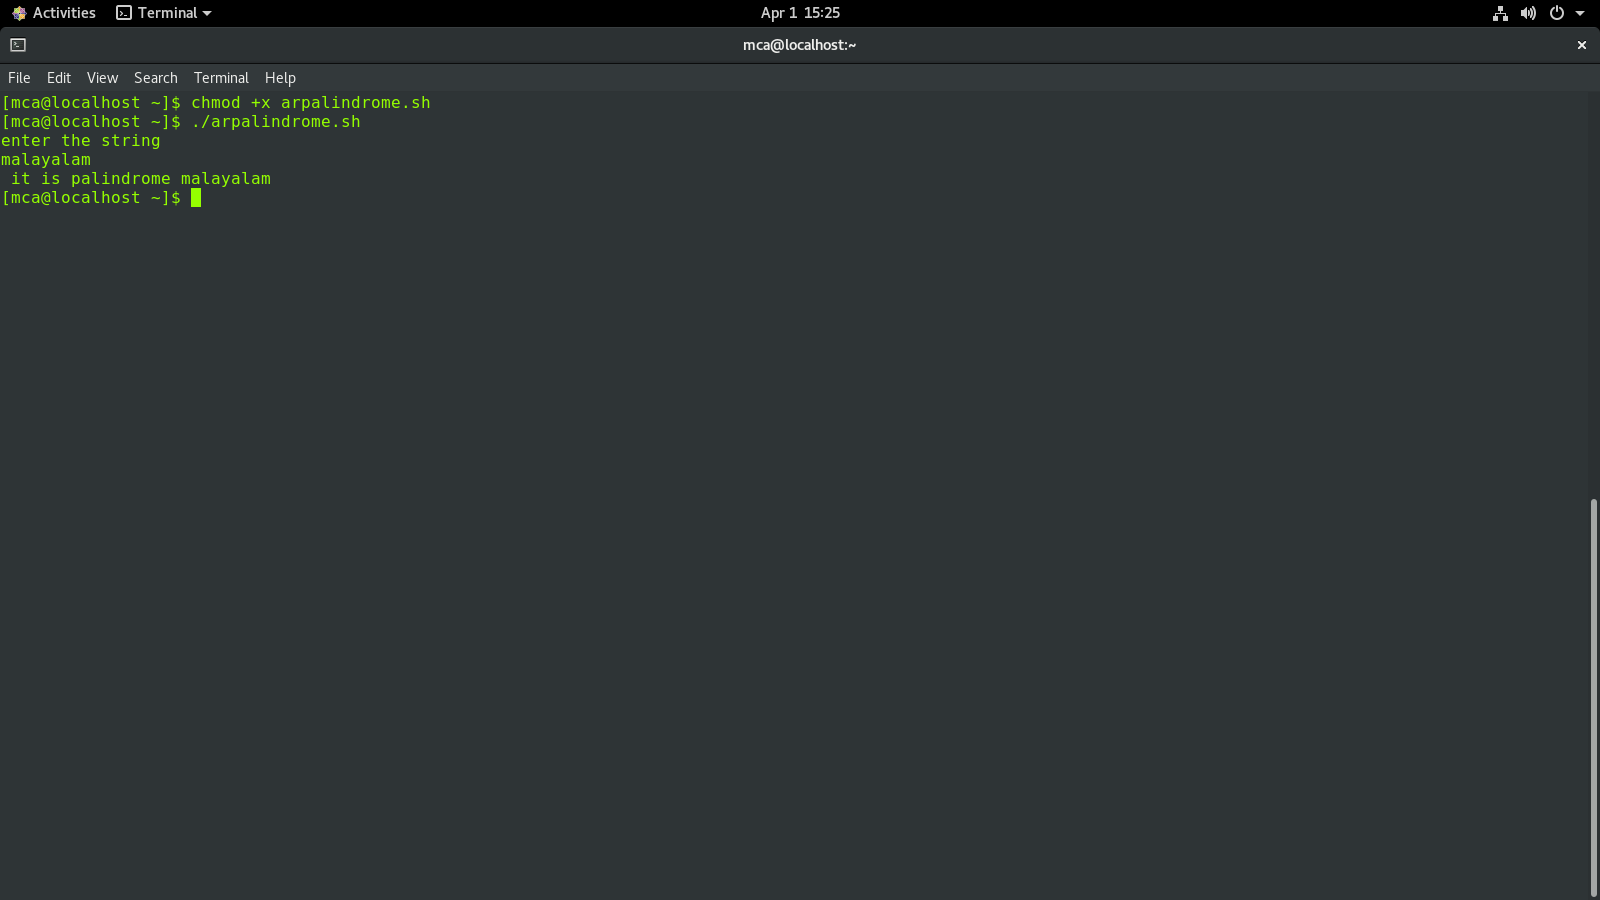 Activities Terminal Apr 1 15:25
mca@localhost:~
File Edit View Search Terminal Help
[mca@localhost ~]$ chmod +x arpalindrome.sh
[mca@localhost ~]$ ./arpalindrome.sh
enter the string
malayalam
 it is palindrome malayalam
[mca@localhost ~]$